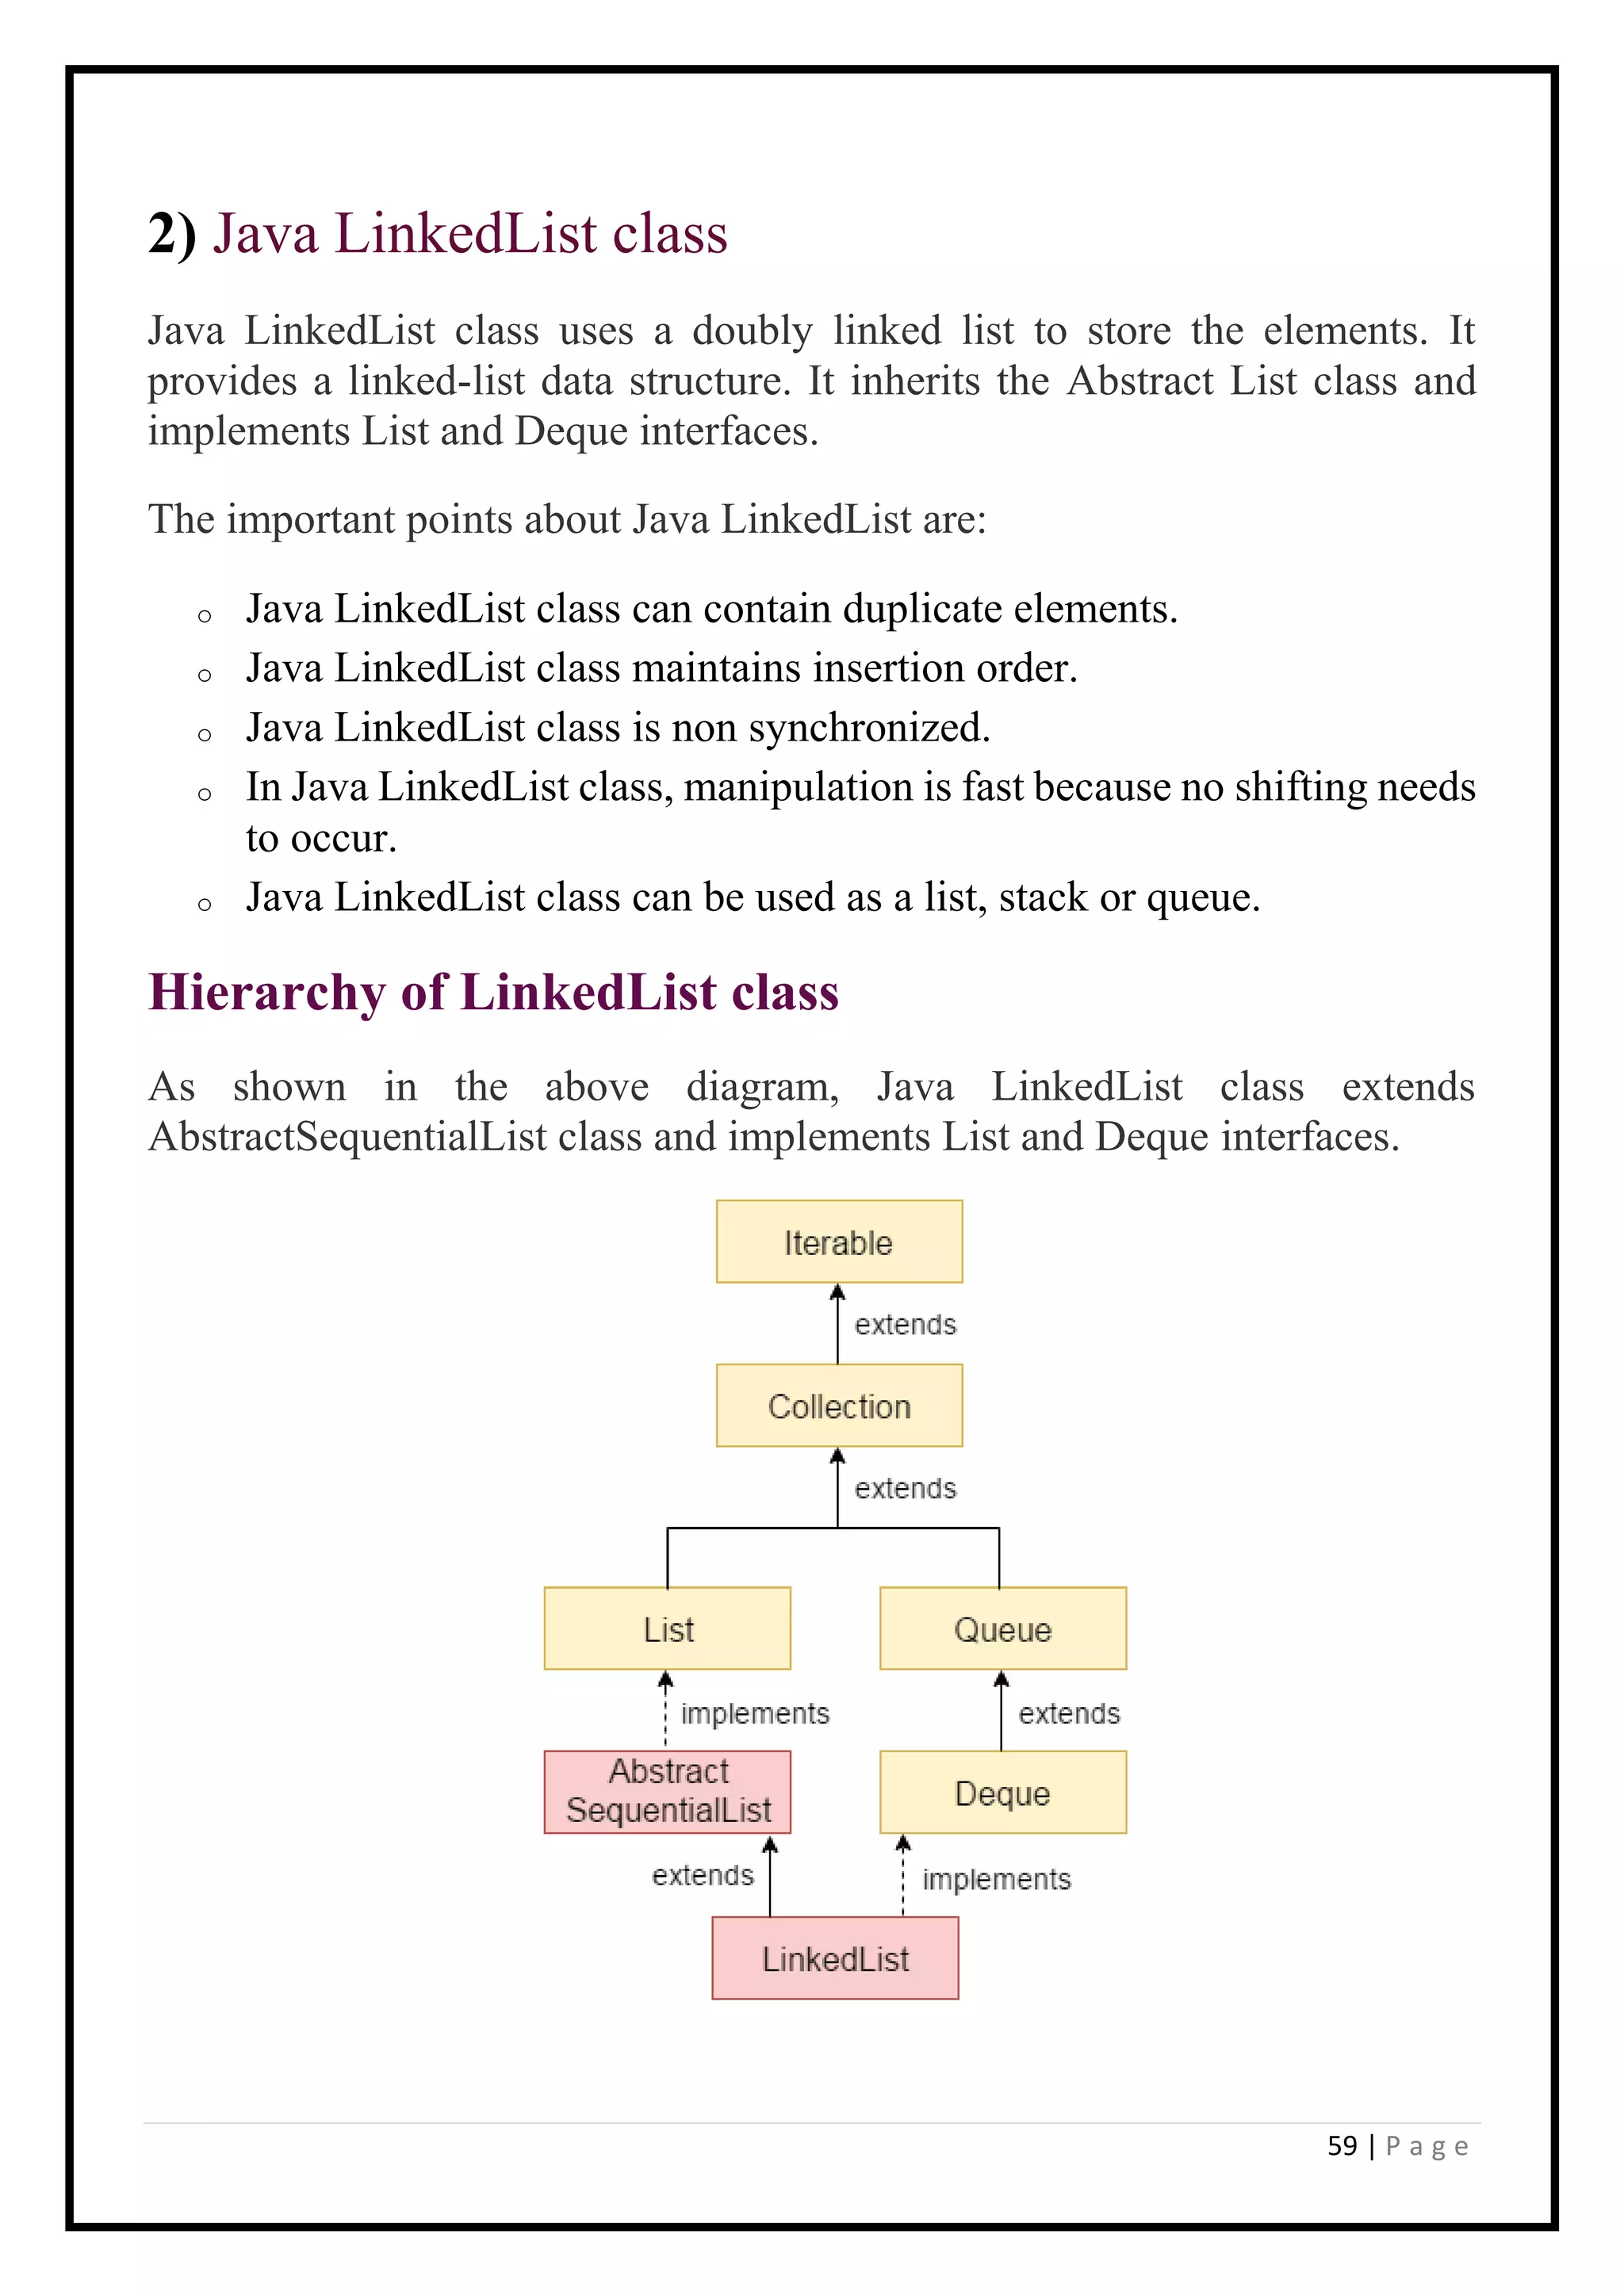 2) Java LinkedList class
Java LinkedList class uses a doubly linked list to store the elements. It
provides a linked-list data structure. It inherits the Abstract List class and
implements List and Deque interfaces.
The important points about Java LinkedList are:
o Java LinkedList class can contain duplicate elements.
o Java LinkedList class maintains insertion order.
o Java LinkedList class is non synchronized.
o In Java LinkedList class, manipulation is fast because no shifting needs
to occur.
o Java LinkedList class can be used as a list, stack or queue.
Hierarchy of LinkedList class
As shown in the above diagram, Java LinkedList class extends
AbstractSequentialList class and implements List and Deque interfaces.
Iterable
extends
Collection
extends
List
Queue
implements
extends
Abstract
SequentialList
Deque
extends
implements
LinkedList
59 | P a g e